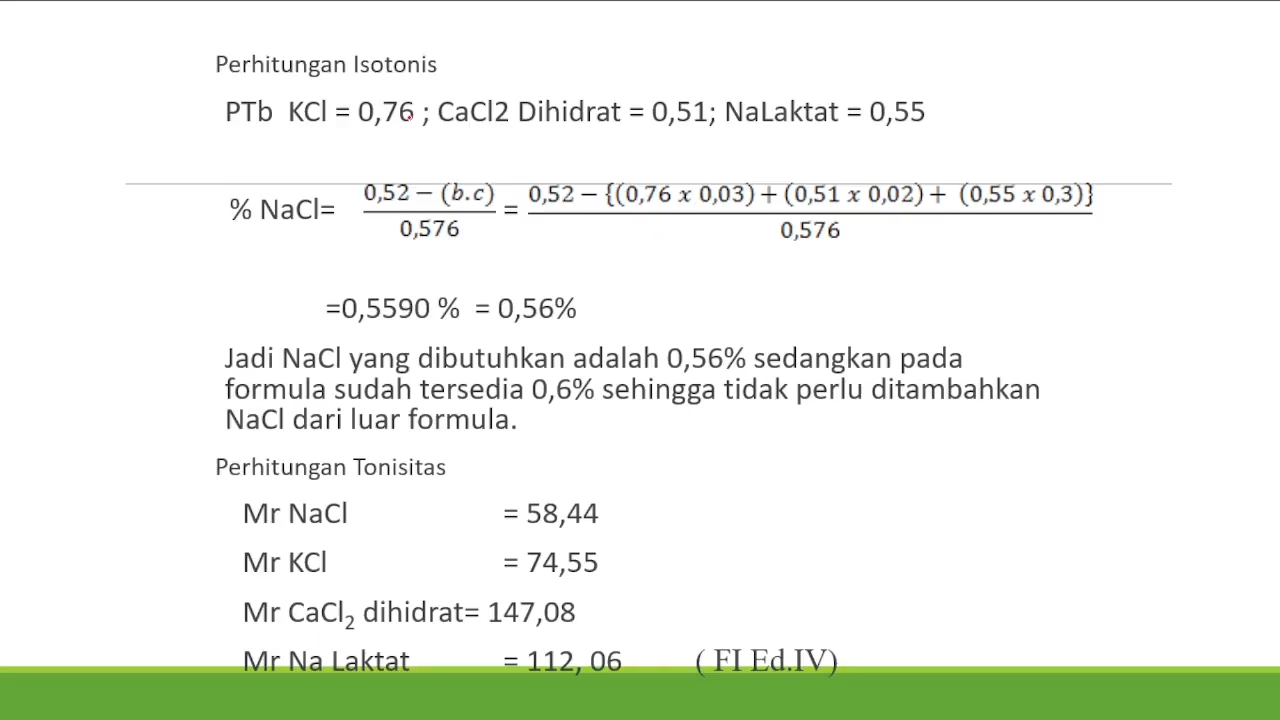 Perhitungan Isotonis
PTb KCl = 0,76 ; CaCl2 Dihidrat = 0,51; NaLaktat = 0,55
% NaCl= 0,52 − (b.c) / 0,576 = 0,52 − {(0,76 x 0,03) + (0,51 x 0,02) + (0,55 x 0,3)} / 0,576
=0,5590 % = 0,56%
Jadi NaCl yang dibutuhkan adalah 0,56% sedangkan pada
formula sudah tersedia 0,6% sehingga tidak perlu ditambahkan
NaCl dari luar formula.
Perhitungan Tonisitas
Mr NaCl = 58,44
Mr KCl = 74,55
Mr CaCl₂ dihidrat= 147,08
Mr Na Laktat = 112, 06 ( FI Ed.IV)